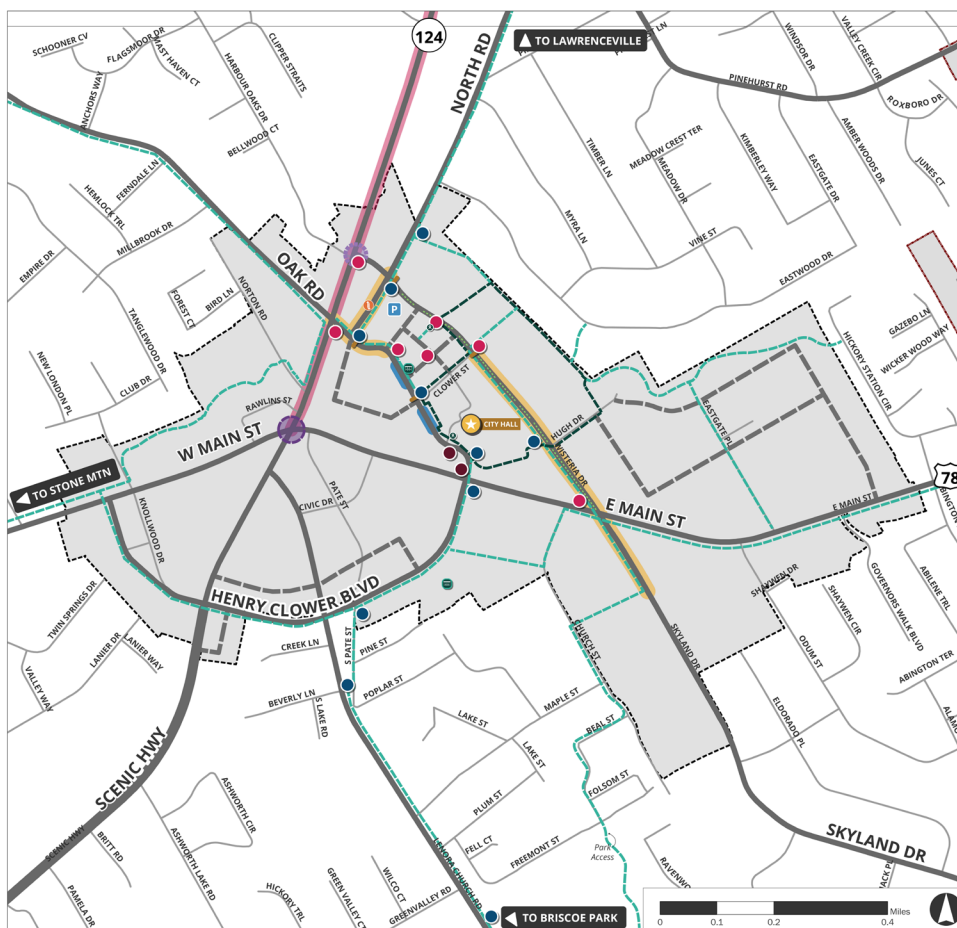 124
NORTH RD
TO LAWRENCEVILLE
SCHOONER CV
FLAGSMOOR DR
MAST HAVEN CT
ANCHORS WAY
HARBOUR OAKS DR
CLIPPER STRAITS
BELLWOOD CT
WINDSOR DR
VALLEY CREEK CIR
PINEHURST RD
ROXBORO DR
JUNES CT
AMBER WOODS DR
EASTGATE DR
KIMBERLEY WAY
MEADOW CREST TER
MEADOW DR
TIMBER LN
MYRA LN
VINE ST
EASTWOOD DR
FERNDALE LN
HEMLOCK TRL
MILLBROOK DR
EMPIRE DR
FOREST CT
BIRD LN
NORTON RD
OAK RD
TANGLEWOOD DR
NEW LONDON PL
CLUB DR
P
GAZEBO LN
WICKER WOOD WAY
HICKORY STATION CIR
RAWLINS ST
CLOWER ST
CITY HALL
HUGH DR
WISTERIA DR
EASTGATE PL
W MAIN ST
TO STONE MTN
KNOLLWOOD DR
CIVIC DR
PATE ST
E MAIN ST
E MAIN ST
78
HENRY CLOWER BLVD
TWIN SPRINGS DR
LANIER DR
LANIER WAY
VALLEY WAY
CREEK LN
S PATE ST
PINE ST
POPLAR ST
BEVERLY LN
S LAKE RD
CHURCH ST
SKYLAND DR
SHAYWEN DR
SHAYWEN CIR
GOVERNORS WALK BLVD
ABILENE TRL
ODUM ST
ABINGTON TER
ELDORADO PL
MAPLE ST
BEAL ST
LAKE ST
LAKE ST
PLUM ST
FOLSOM ST
FELL CT
FREEMONT ST
Park
Access
SCENIC HWY
SCENIC HWY
BRITT RD
PAMELA DR
ASHWORTH CIR
ASHWORTH LAKE RD
HICKORY TRL
GREEN VALLEY CT
WILCO CT
GREENVALLEY RD
LENORA CHURCH RD
SKYLAND DR
TO BRISCOE PARK
0
0.1
0.2
0.4
Miles